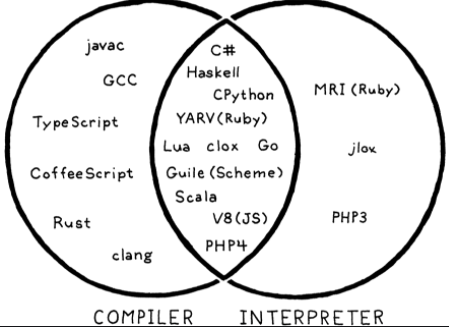 javac
GCC
TypeScript
CoffeeScript
Rust
clang
C#
Haskell
CPython
YARV(Ruby)
Lua clox Go
Guile (Scheme)
Scala
V8(JS)
PHP4
MRI (Ruby)
jlox
PHP3
COMPILER INTERPRETER